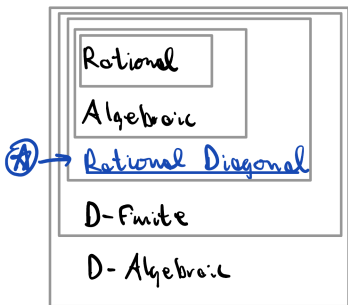 Rational
Algebraic
A Rational Diagonal
D-Finite
D-Algebraic